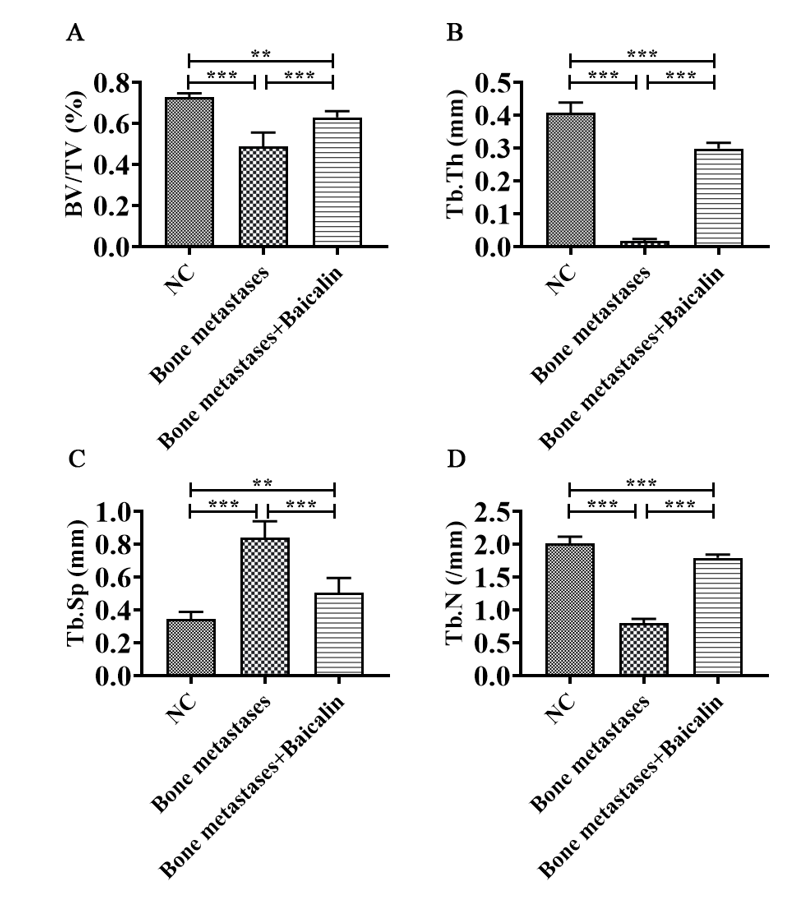 A
**
***
***
BV/TV (%)
0.8
0.6
0.4
0.2
0.0
NC
Bone metastases
Bone metastases+Baicalin
B
***
***
***
Tb.Th (mm)
0.5
0.4
0.3
0.2
0.1
0.0
NC
Bone metastases
Bone metastases+Baicalin
C
**
***
***
Tb.Sp (mm)
1.0
0.8
0.6
0.4
0.2
0.0
NC
Bone metastases
Bone metastases+Baicalin
D
***
***
***
Tb.N (/mm)
2.5
2.0
1.5
1.0
0.5
0.0
NC
Bone metastases
Bone metastases+Baicalin